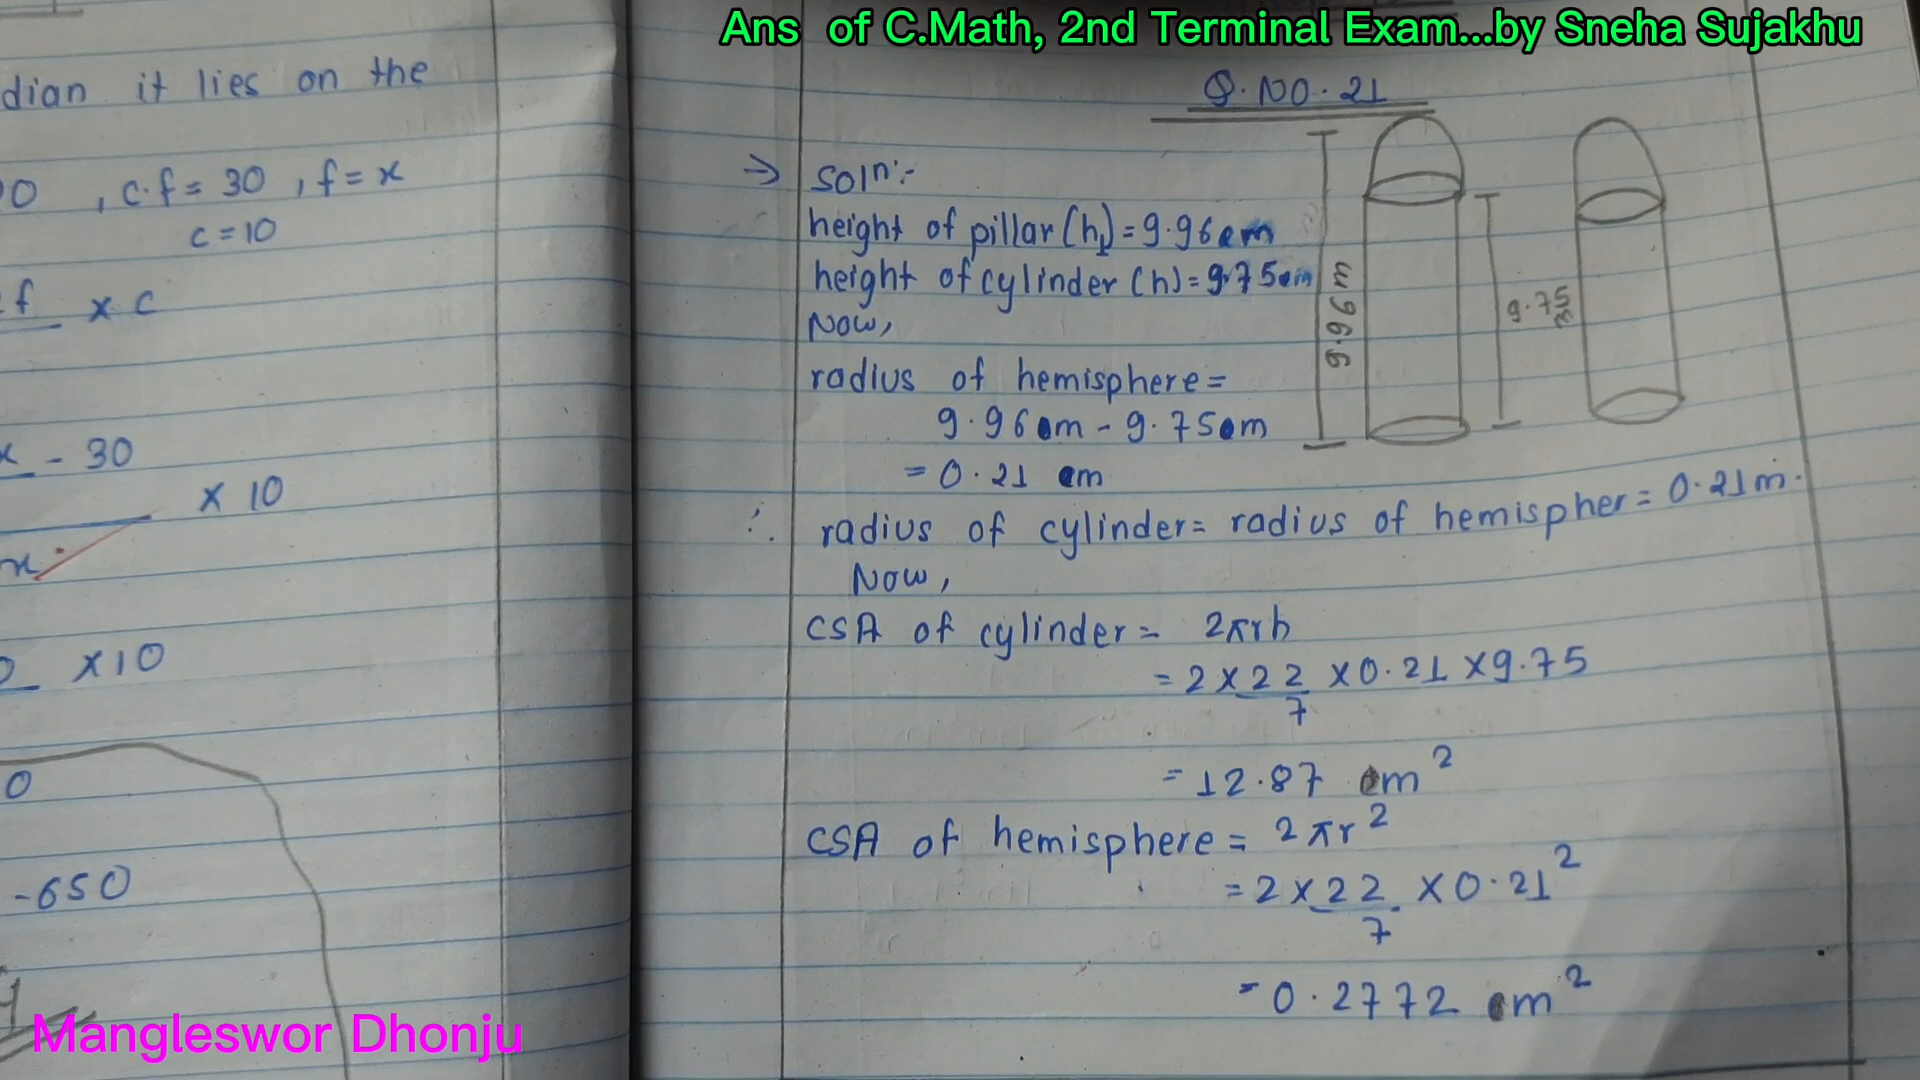 Ans of C.Math, 2nd Terminal Exam...by Sneha Sujakhu
dian it lies on the
0 , c.f = 30 , f = x
c = 10
f x c
x - 30
x 10
x
x10
0
-650
Q. NO. 21
=> Soln:-
height of pillar (h1) = 9.96 m
height of cylinder (h) = 9.75 m
Now,
radius of hemisphere =
9.96 m - 9.75 m
= 0.21 m
∴ radius of cylinder = radius of hemispher = 0.21 m.
Now,
CSA of cylinder = 2πrh
= 2 x 22/7 x 0.21 x 9.75
= 12.87 m²
CSA of hemisphere = 2πr²
= 2 x 22/7 x 0.21²
= 0.2772 m²
9.96 m
9.75 m
Mangleswor Dhonju